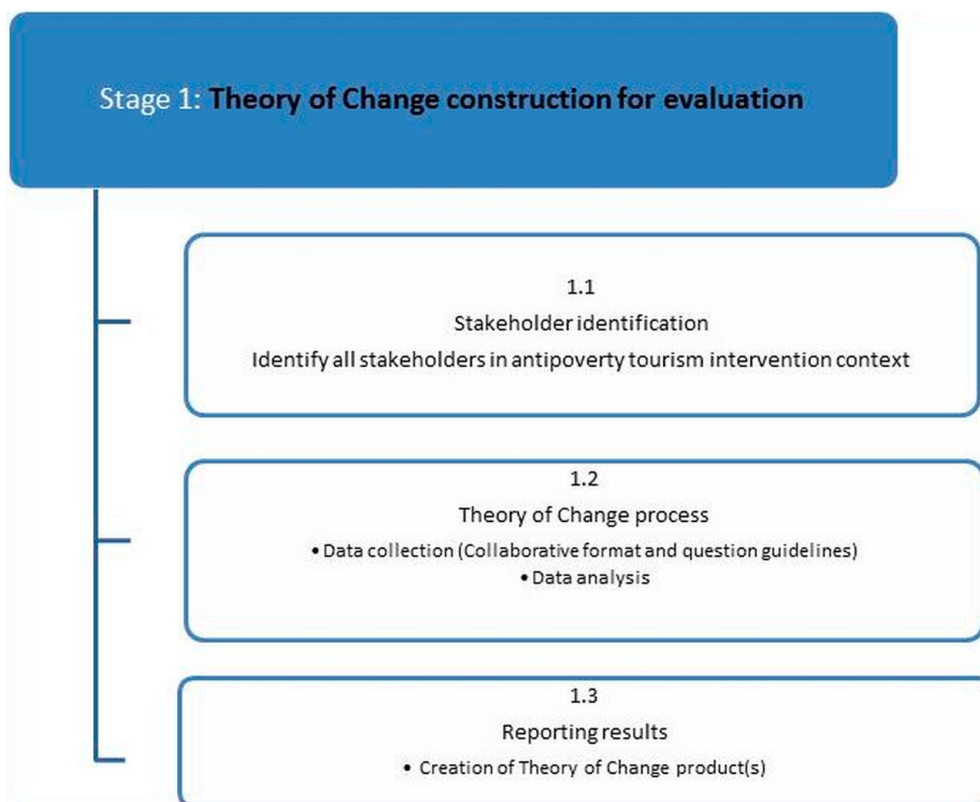 Stage 1: Theory of Change construction for evaluation
1.1
Stakeholder identification
Identify all stakeholders in antipoverty tourism intervention context
1.2
Theory of Change process
• Data collection (Collaborative format and question guidelines)
• Data analysis
1.3
Reporting results
• Creation of Theory of Change product(s)